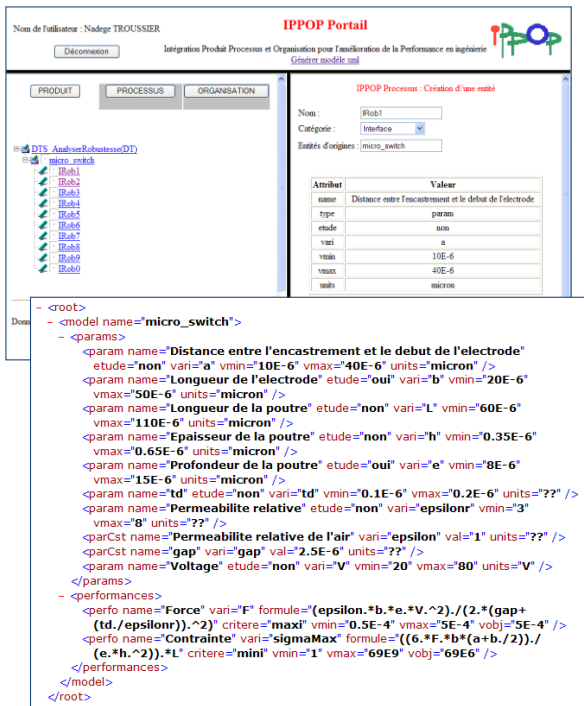 Nom de l'utilisateur : Nadege TROUSSIER
Déconnexion
IPPOP Portail
Intégration Produit Processus et Organisation pour l'amélioration de la Performance en ingénierie
Générer modèle xml
IPPOP
PRODUIT
PROCESSUS
ORGANISATION
DTS_AnalyserRobustesse(DT)
micro_switch
IRob1
IRob2
IRob3
IRob4
IRob5
IRob6
IRob7
IRob8
IRob9
IRob0
IPPOP Processus : Création d'une entité
Nom : IRob1
Catégorie : Interface
Entités d'origines : micro_switch
Attribut Valeur
name Distance entre l'encastrement et le debut de l'electrode
type param
etude non
vari a
vmin 10E-6
vmax 40E-6
units micron
Donn
- <root>
- <model name="micro_switch">
- <params>
<param name="Distance entre l'encastrement et le debut de l'electrode"
etude="non" vari="a" vmin="10E-6" vmax="40E-6" units="micron" />
<param name="Longueur de l'electrode" etude="oui" vari="b" vmin="20E-6"
vmax="50E-6" units="micron" />
<param name="Longueur de la poutre" etude="non" vari="L" vmin="60E-6"
vmax="110E-6" units="micron" />
<param name="Epaisseur de la poutre" etude="non" vari="h" vmin="0.35E-6"
vmax="0.65E-6" units="micron" />
<param name="Profondeur de la poutre" etude="oui" vari="e" vmin="8E-6"
vmax="15E-6" units="micron" />
<param name="td" etude="non" vari="td" vmin="0.1E-6" vmax="0.2E-6" units="??" />
<param name="Permeabilite relative" etude="non" vari="epsilonr" vmin="3"
vmax="8" units="??" />
<parCst name="Permeabilite relative de l'air" vari="epsilon" val="1" units="??" />
<parCst name="gap" vari="gap" val="2.5E-6" units="??" />
<param name="Voltage" etude="non" vari="V" vmin="20" vmax="80" units="V" />
</params>
- <performances>
<perfo name="Force" vari="F" formule="(epsilon.*b.*e.*V.^2)./(2.*(gap+
(td./epsilonr)).^2)" critere="maxi" vmin="0.5E-4" vmax="5E-4" vobj="5E-4" />
<perfo name="Contrainte" vari="sigmaMax" formule="((6.*F.*b*(a+b./2))./
(e.*h.^2)).*L" critere="mini" vmin="1" vmax="69E9" vobj="69E6" />
</performances>
</model>
</root>